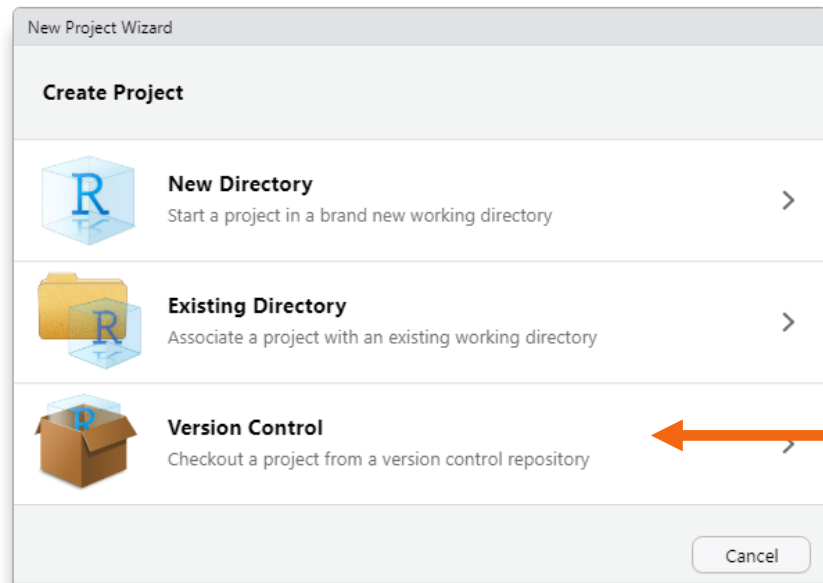 New Project Wizard
Create Project
R
New Directory
Start a project in a brand new working directory
R
Existing Directory
Associate a project with an existing working directory
R
Version Control
Checkout a project from a version control repository
Cancel